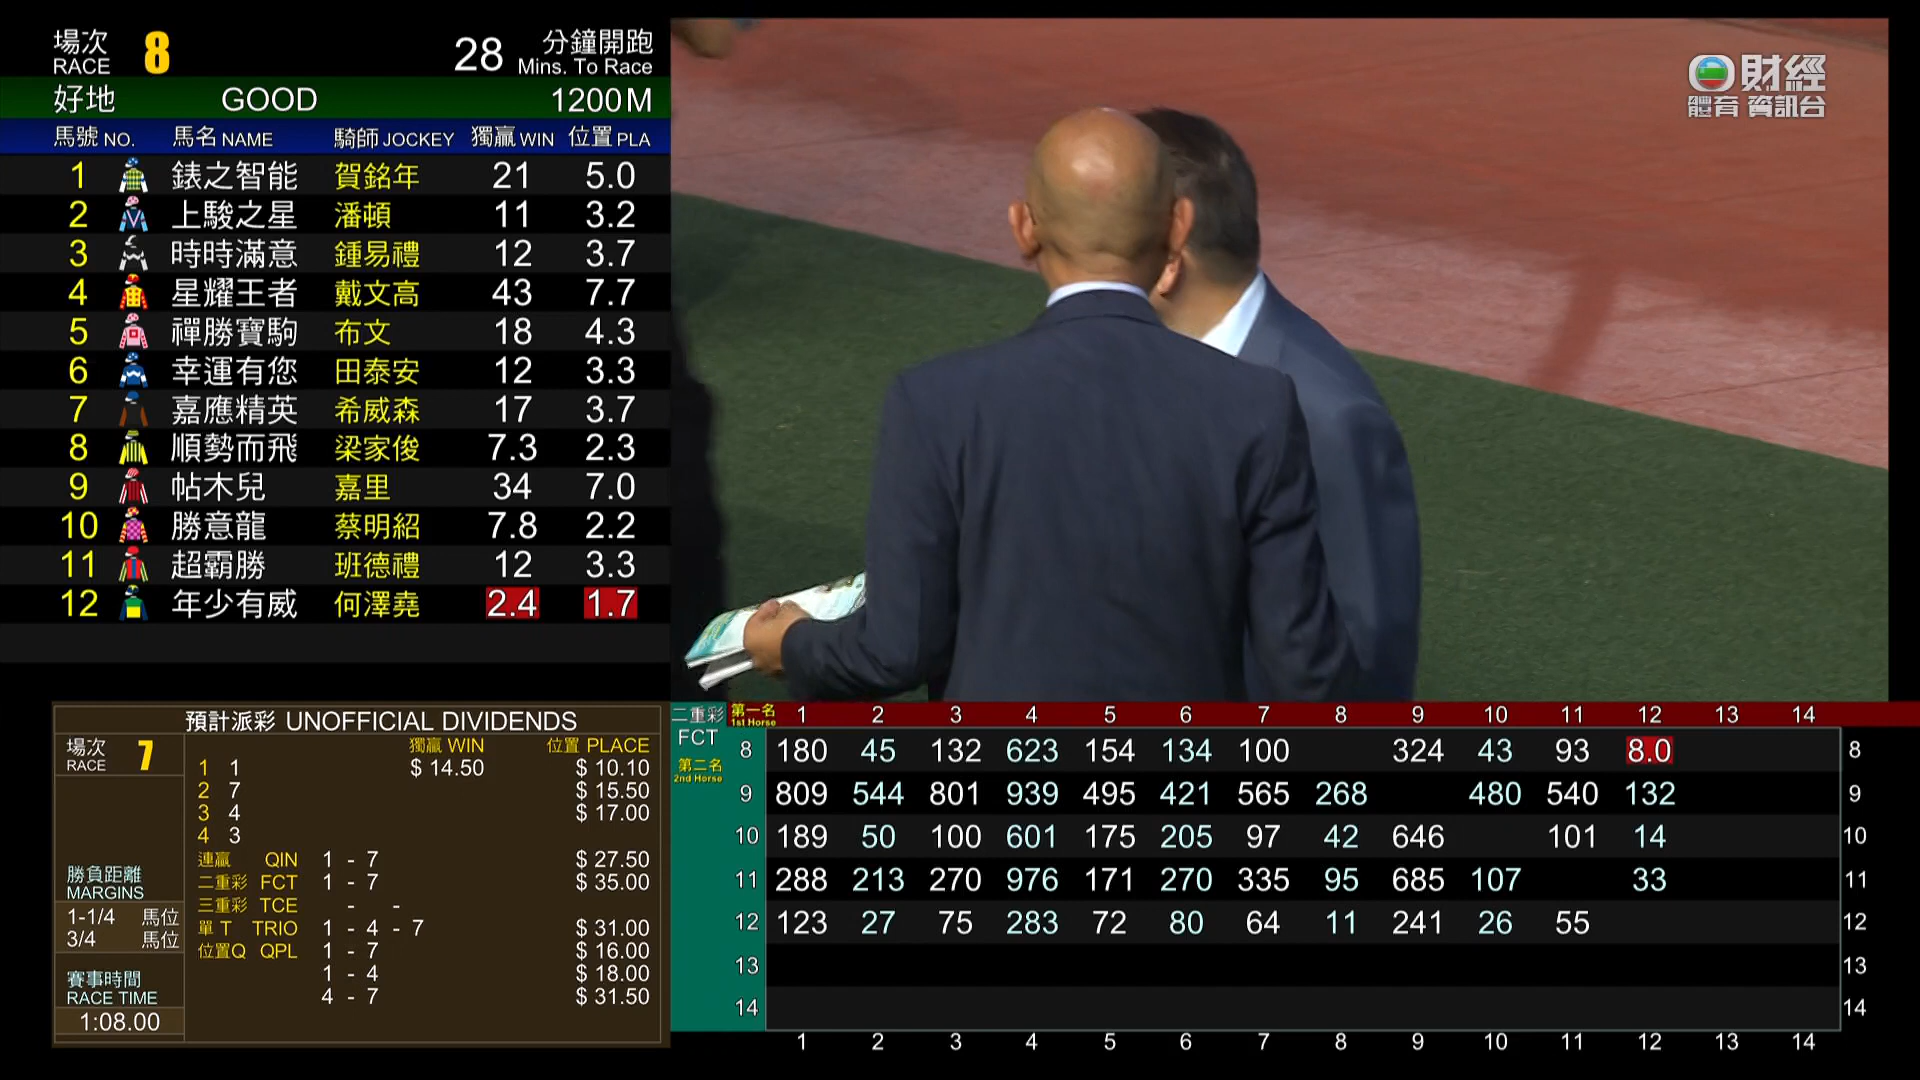 場次 RACE 8 28 分鐘開跑 Mins. To Race
好地 GOOD 1200M
馬號 NO. 馬名 NAME 騎師 JOCKEY 獨贏 WIN 位置 PLA
1 錶之智能 賀銘年 21 5.0
2 上駿之星 潘頓 11 3.2
3 時時滿意 鍾易禮 12 3.7
4 星耀王者 戴文高 43 7.7
5 禪勝寶駒 布文 18 4.3
6 幸運有您 田泰安 12 3.3
7 嘉應精英 希威森 17 3.7
8 順勢而飛 梁家俊 7.3 2.3
9 帖木兒 嘉里 34 7.0
10 勝意龍 蔡明紹 7.8 2.2
11 超霸勝 班德禮 12 3.3
12 年少有威 何澤堯 2.4 1.7
財經
體育 資訊台
預計派彩 UNOFFICIAL DIVIDENDS
場次 RACE 7
獨贏 WIN 位置 PLACE
1 1 $ 14.50 $ 10.10
2 7 $ 15.50
3 4 $ 17.00
4 3
連贏 QIN 1 - 7 $ 27.50
二重彩 FCT 1 - 7 $ 35.00
三重彩 TCE - -
單T TRIO 1 - 4 - 7 $ 31.00
位置Q QPL 1 - 7 $ 16.00
1 - 4 $ 18.00
4 - 7 $ 31.50
勝負距離
MARGINS
1-1/4 馬位
3/4 馬位
賽事時間
RACE TIME
1:08.00
二重彩 FCT 第一名 1st Horse 1 2 3 4 5 6 7 8 9 10 11 12 13 14
第二名 2nd Horse
8 180 45 132 623 154 134 100 324 43 93 8.0 8
9 809 544 801 939 495 421 565 268 480 540 132 9
10 189 50 100 601 175 205 97 42 646 101 14 10
11 288 213 270 976 171 270 335 95 685 107 33 11
12 123 27 75 283 72 80 64 11 241 26 55 12
13 13
14 14
1 2 3 4 5 6 7 8 9 10 11 12 13 14